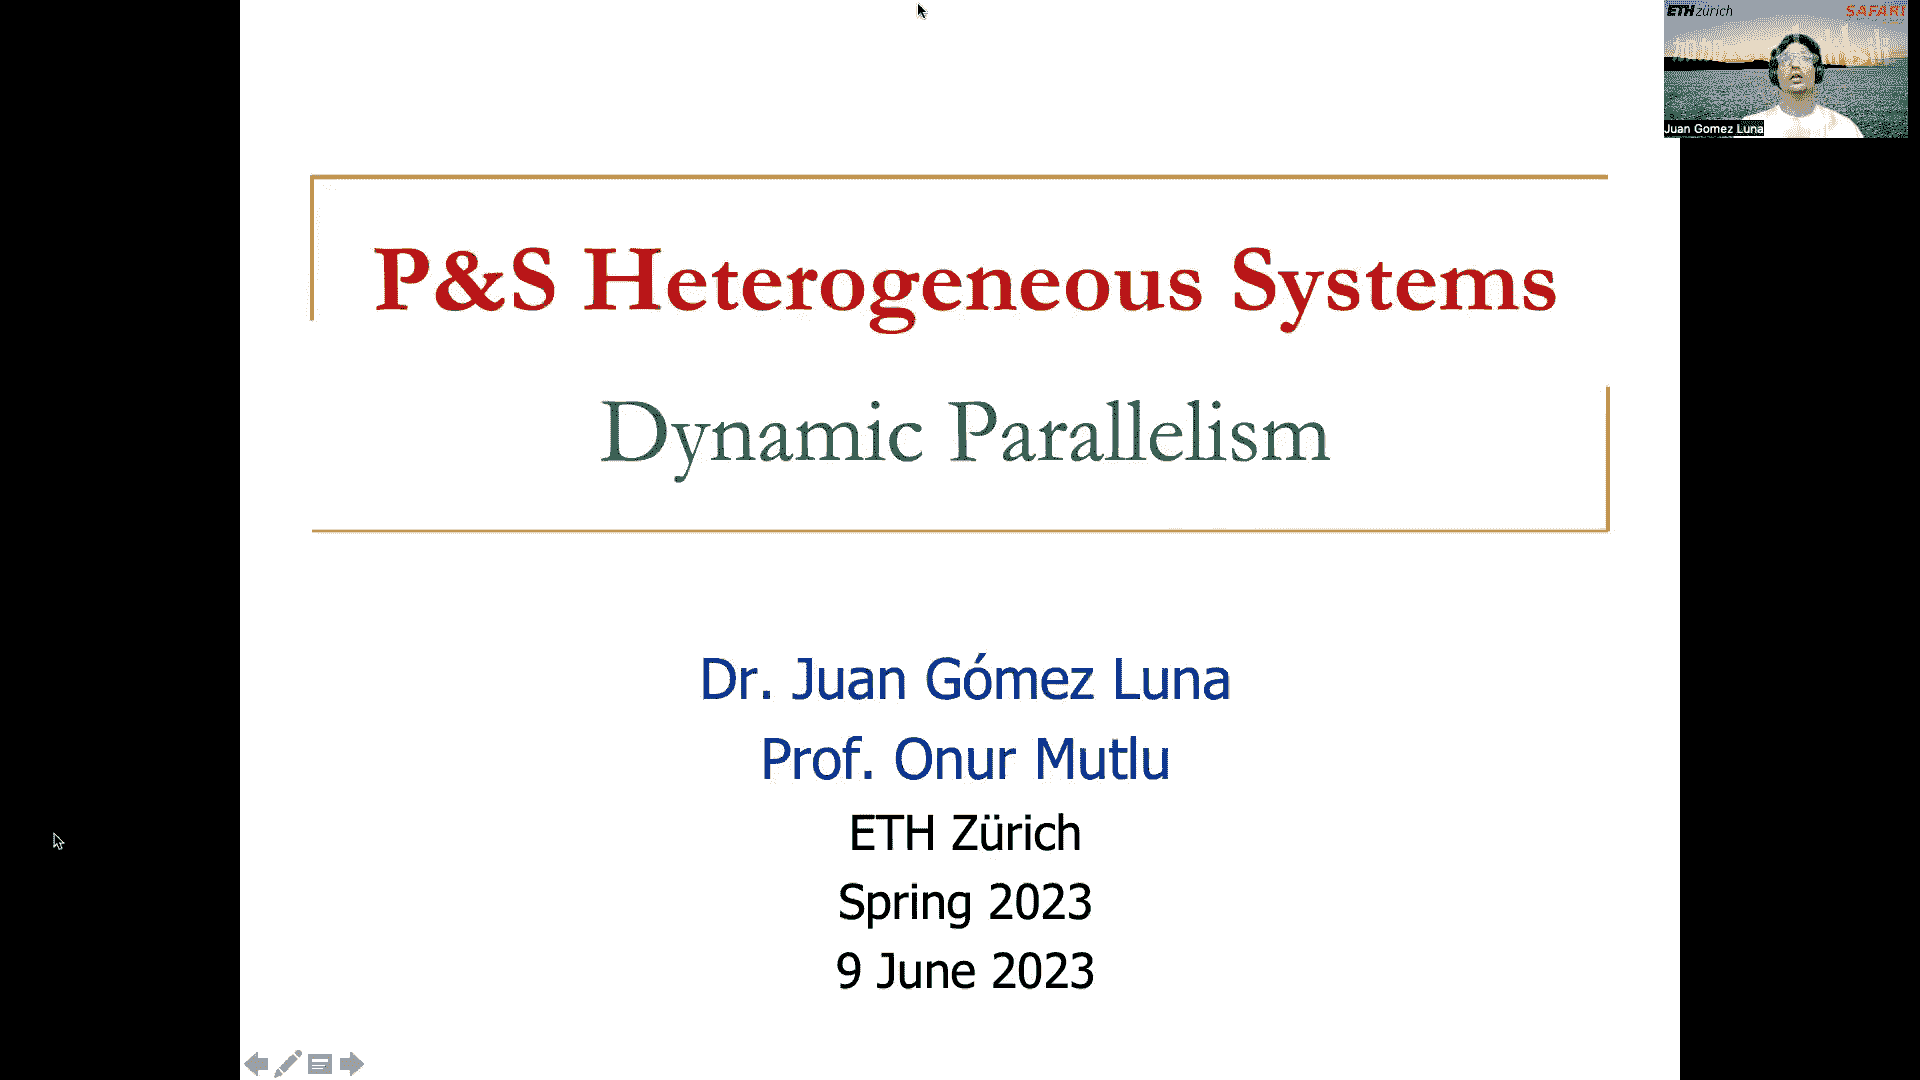 ETH zürich
SAFARI
Juan Gomez Luna
P&S Heterogeneous Systems
Dynamic Parallelism
Dr. Juan Gómez Luna
Prof. Onur Mutlu
ETH Zürich
Spring 2023
9 June 2023